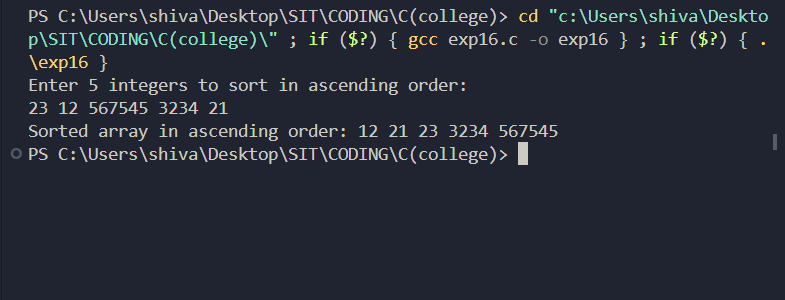 PS C:\Users\shiva\Desktop\SIT\CODING\C(college)> cd "c:\Users\shiva\Deskto
p\SIT\CODING\C(college)\" ; if ($?) { gcc exp16.c -o exp16 } ; if ($?) { .
\exp16 }
Enter 5 integers to sort in ascending order:
23 12 567545 3234 21
Sorted array in ascending order: 12 21 23 3234 567545
PS C:\Users\shiva\Desktop\SIT\CODING\C(college)>